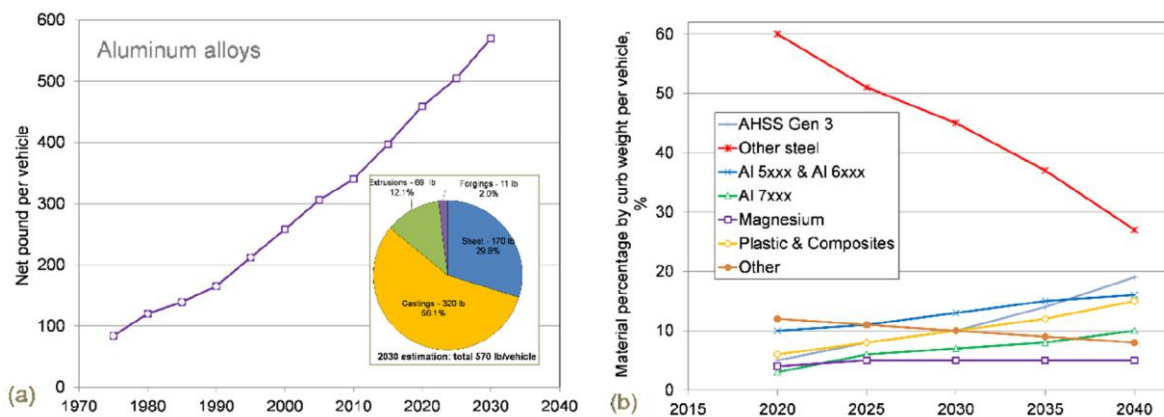 Aluminum alloys
Net pound per vehicle
600
500
400
300
200
100
0
1970 1980 1990 2000 2010 2020 2030 2040
Extrusions - 69 lb
12.1%
Forgings - 11 lb
2.0%
Sheet - 170 lb
29.8%
Castings - 320 lb
56.1%
2030 estimation: total 570 lb/vehicle
(a)
Material percentage by curb weight per vehicle,
%
60
50
40
30
20
10
0
AHSS Gen 3
Other steel
Al 5xxx & Al 6xxx
Al 7xxx
Magnesium
Plastic & Composites
Other
2015 2020 2025 2030 2035 2040
(b)